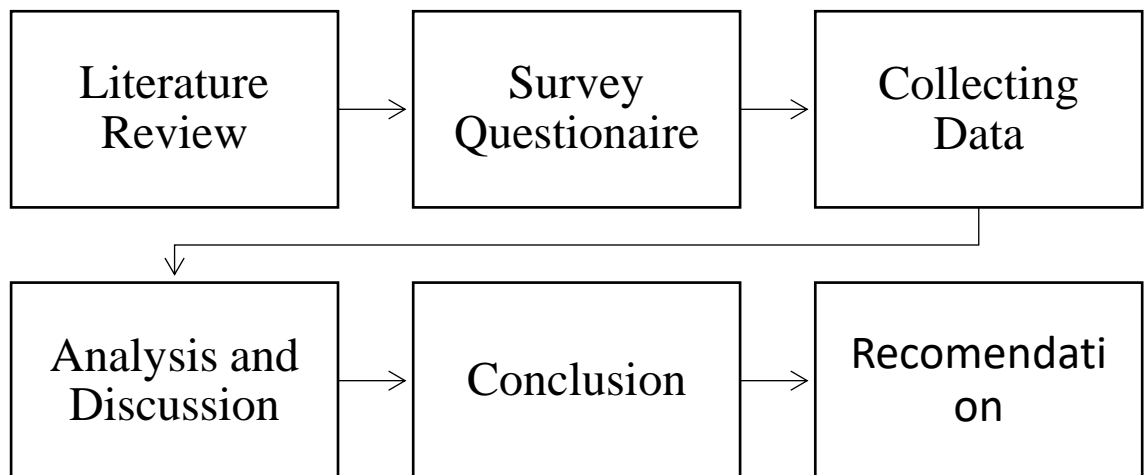 Literature
Review
Survey
Questionaire
Collecting
Data
Analysis and
Discussion
Conclusion
Recomendati
on